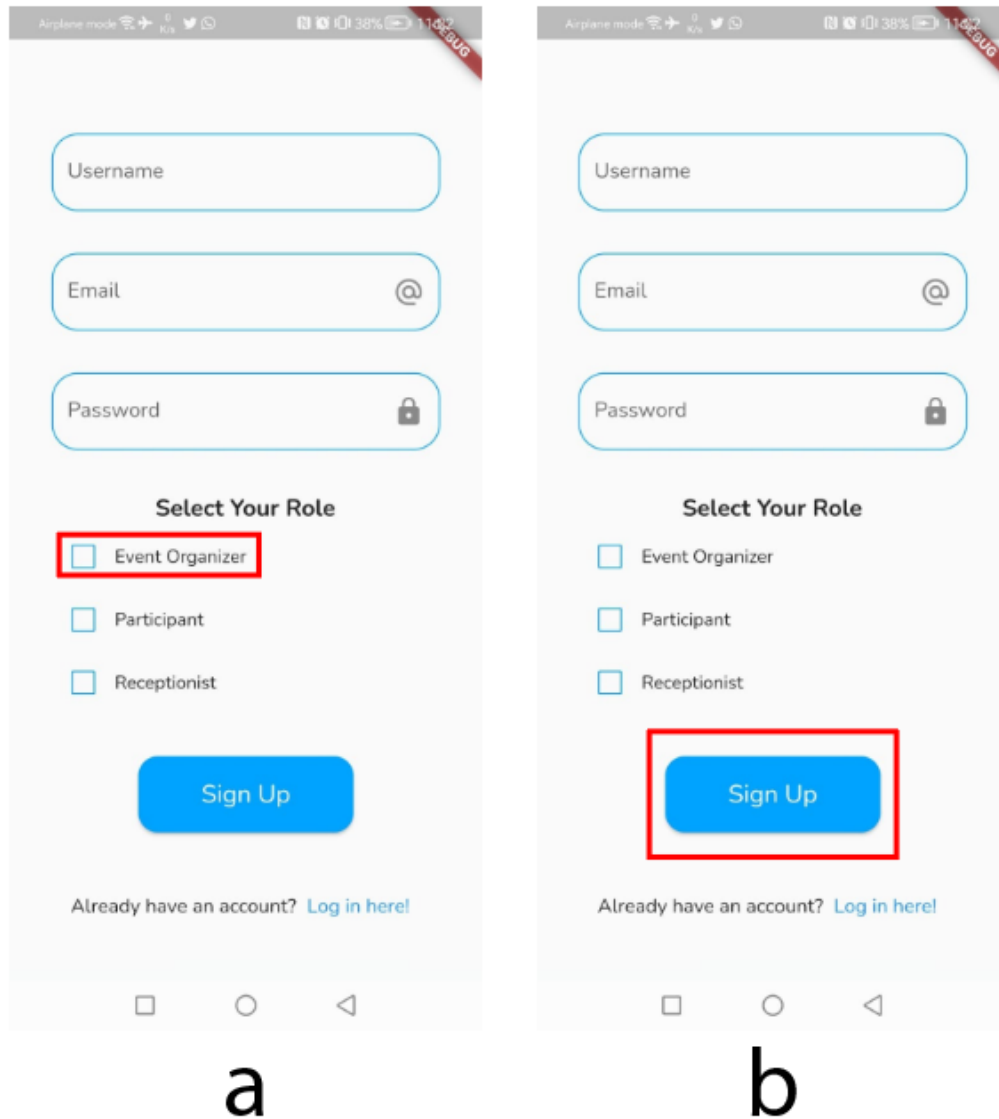 Airplane mode 0 K/s 38%
DEBUG
Username
Email @
Password
Select Your Role
Event Organizer
Participant
Receptionist
Sign Up
Already have an account? Log in here!
a
Airplane mode 0 K/s 38%
DEBUG
Username
Email @
Password
Select Your Role
Event Organizer
Participant
Receptionist
Sign Up
Already have an account? Log in here!
b